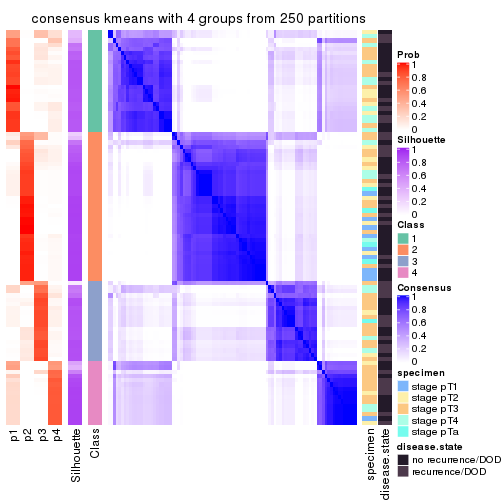 consensus kmeans with 4 groups from 250 partitions
Prob
1
0.8
0.6
0.4
0.2
0
Silhouette
1
0.8
0.6
0.4
0.2
0
Class
1
2
3
4
Consensus
1
0.8
0.6
0.4
0.2
0
specimen
stage pT1
stage pT2
stage pT3
stage pT4
stage pTa
disease.state
no recurrence/DOD
recurrence/DOD
p1
p2
p3
p4
Silhouette
Class
specimen
disease.state